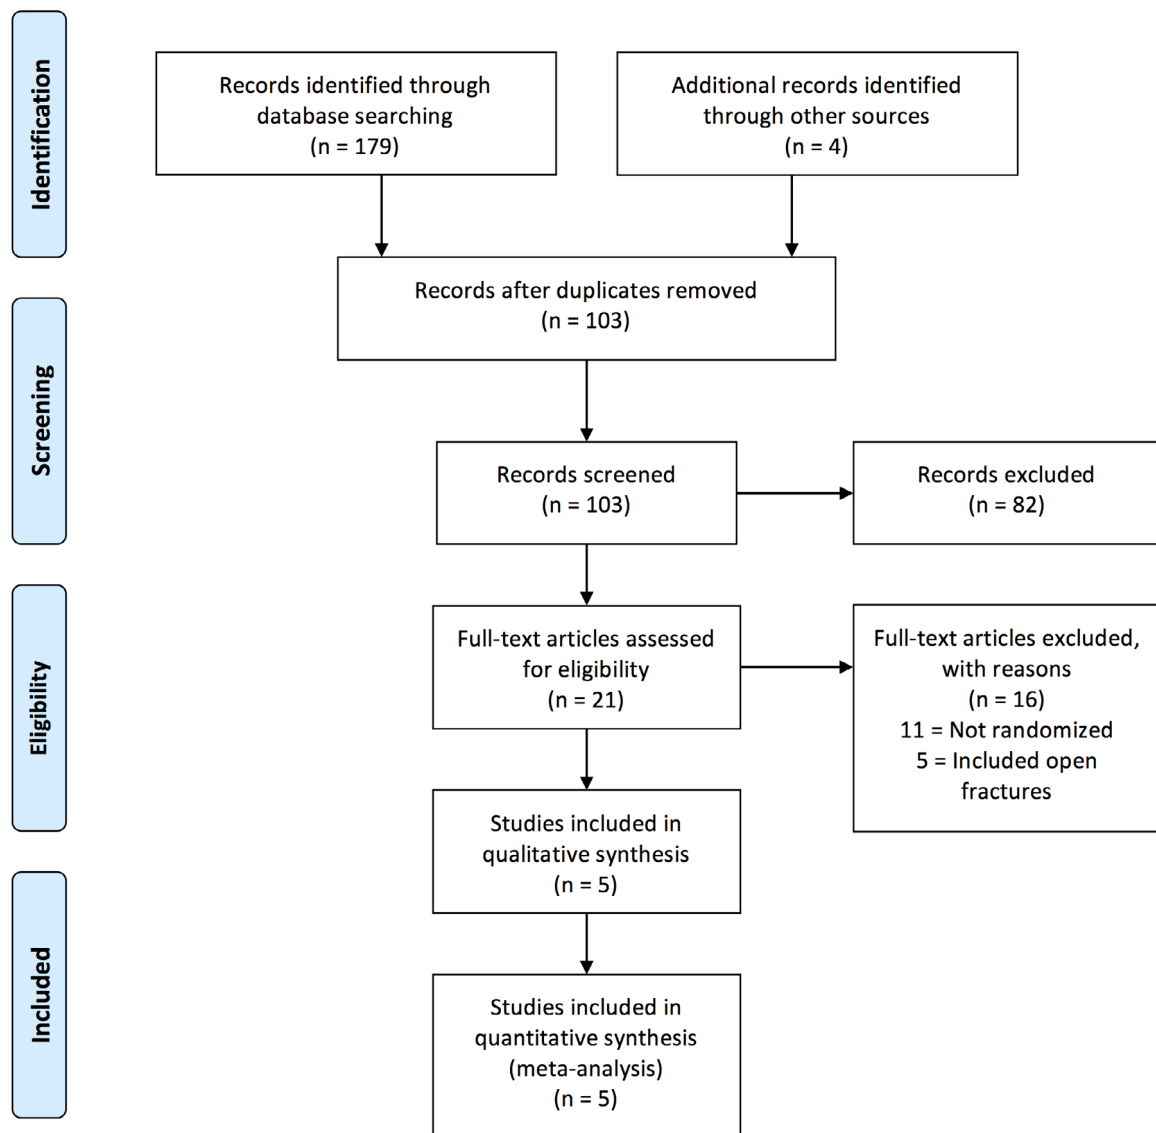 Identification
Records identified through
database searching
(n = 179)
Additional records identified
through other sources
(n = 4)
Records after duplicates removed
(n = 103)
Screening
Records screened
(n = 103)
Records excluded
(n = 82)
Eligibility
Full-text articles assessed
for eligibility
(n = 21)
Full-text articles excluded,
with reasons
(n = 16)
11 = Not randomized
5 = Included open
fractures
Studies included in
qualitative synthesis
(n = 5)
Included
Studies included in
quantitative synthesis
(meta-analysis)
(n = 5)